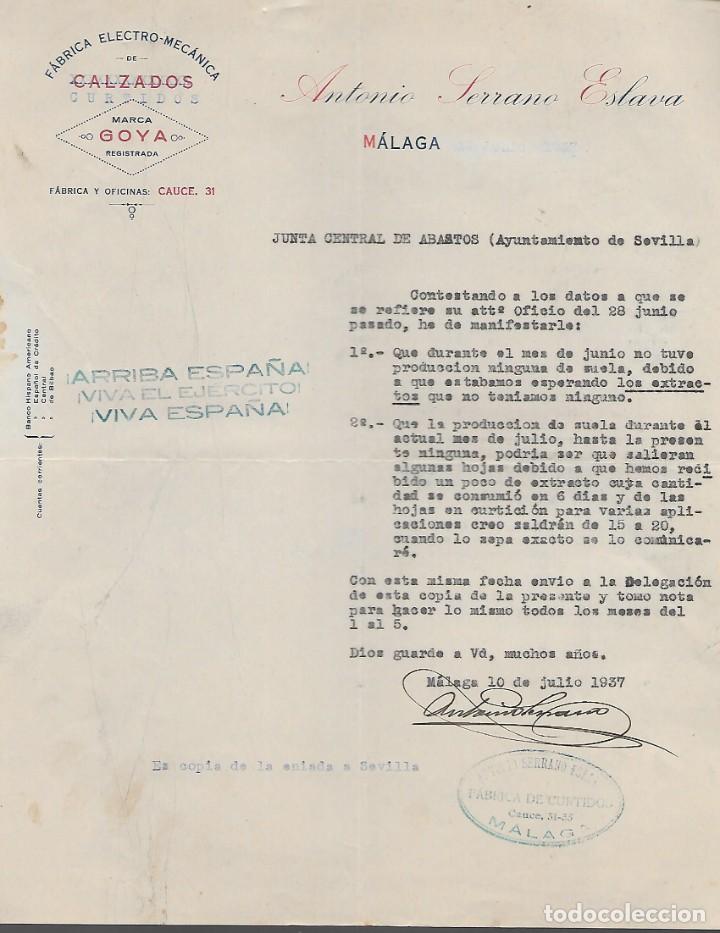 FÁBRICA ELECTRO-MECÁNICA
DE
CALZADOS
CURTIDOS
MARCA
GOYA
REGISTRADA
FÁBRICA Y OFICINAS: CAUCE, 31
Antonio Serrano Eslava
MÁLAGA
JUNTA CENTRAL DE ABASTOS (Ayuntamiento de Sevilla)
Contestando a los datos a que se
se refiere su attº Oficio del 28 junio
pasado, he de manifestarle:
1º.- Que durante el mes de junio no tuve
produccion ninguna de suela, debido
a que estabamos esperando los extrac-
tos que no teniamos ninguno.
2º.- Que la produccion de suela durante el
actual mes de julio, hasta la presen
te ninguna, podria ser que salieran
algunas hojas debido a que hemos reci
bido un poco de extracto cuya canti-
dad se consumió en 6 dias y de las
hojas en curtición para varias apli-
caciones creo saldrán de 15 a 20,
cuando lo sepa exacto se lo comunica-
ré.
Con esta misma fecha envio a la Delegación
de esta copia de la presente y tomo nota
para hacer lo mismo todos los meses del
1 al 5.
Dios guarde a Vd, muchos años.
Málaga 10 de julio 1937
Antonio Serrano
¡ARRIBA ESPAÑA!
¡VIVA EL EJÉRCITO!
¡VIVA ESPAÑA!
Cuentas corrientes:
Banco Hispano Americano
» Español de Crédito
» Central
» de Bilbao
Es copia de la eniada a Sevilla
ANTONIO SERRANO ESLAVA
FÁBRICA DE CURTIDOS
Cauce, 31-35
MÁLAGA
todocoleccion.net